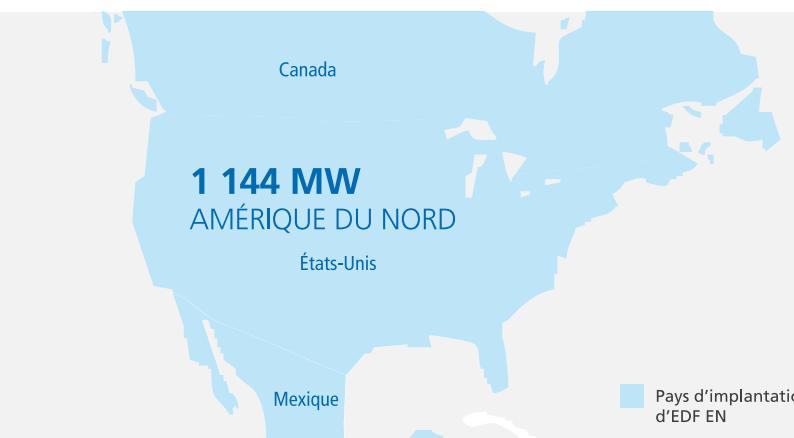 Canada
1 144 MW
AMÉRIQUE DU NORD
États-Unis
Mexique
Pays d'implantatio
d'EDF EN